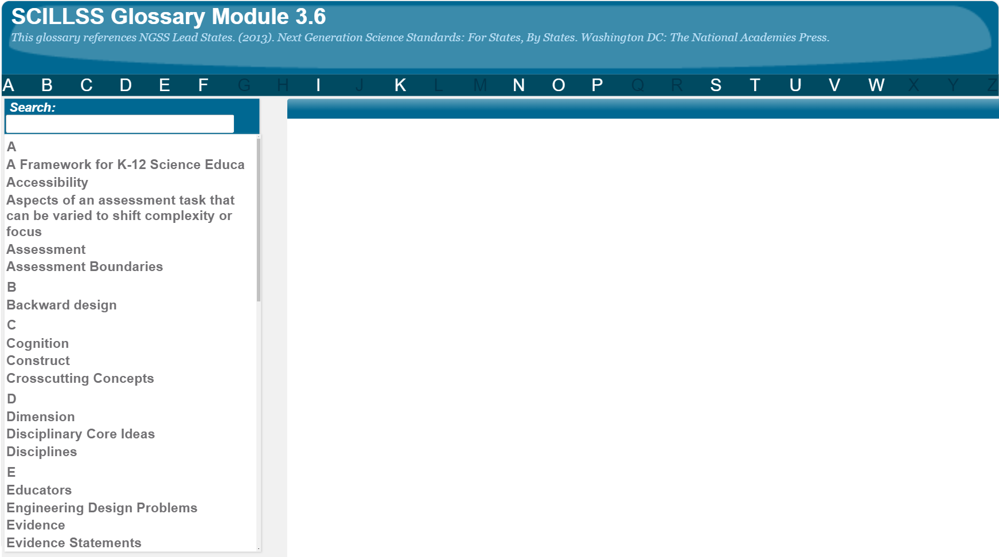 SCILLSS Glossary Module 3.6
This glossary references NGSS Lead States. (2013). Next Generation Science Standards: For States, By States. Washington DC: The National Academies Press.
A B C D E F G H I J K L M N O P Q R S T U V W X Y Z
Search:
A
A Framework for K-12 Science Educa
Accessibility
Aspects of an assessment task that
can be varied to shift complexity or
focus
Assessment
Assessment Boundaries
B
Backward design
C
Cognition
Construct
Crosscutting Concepts
D
Dimension
Disciplinary Core Ideas
Disciplines
E
Educators
Engineering Design Problems
Evidence
Evidence Statements